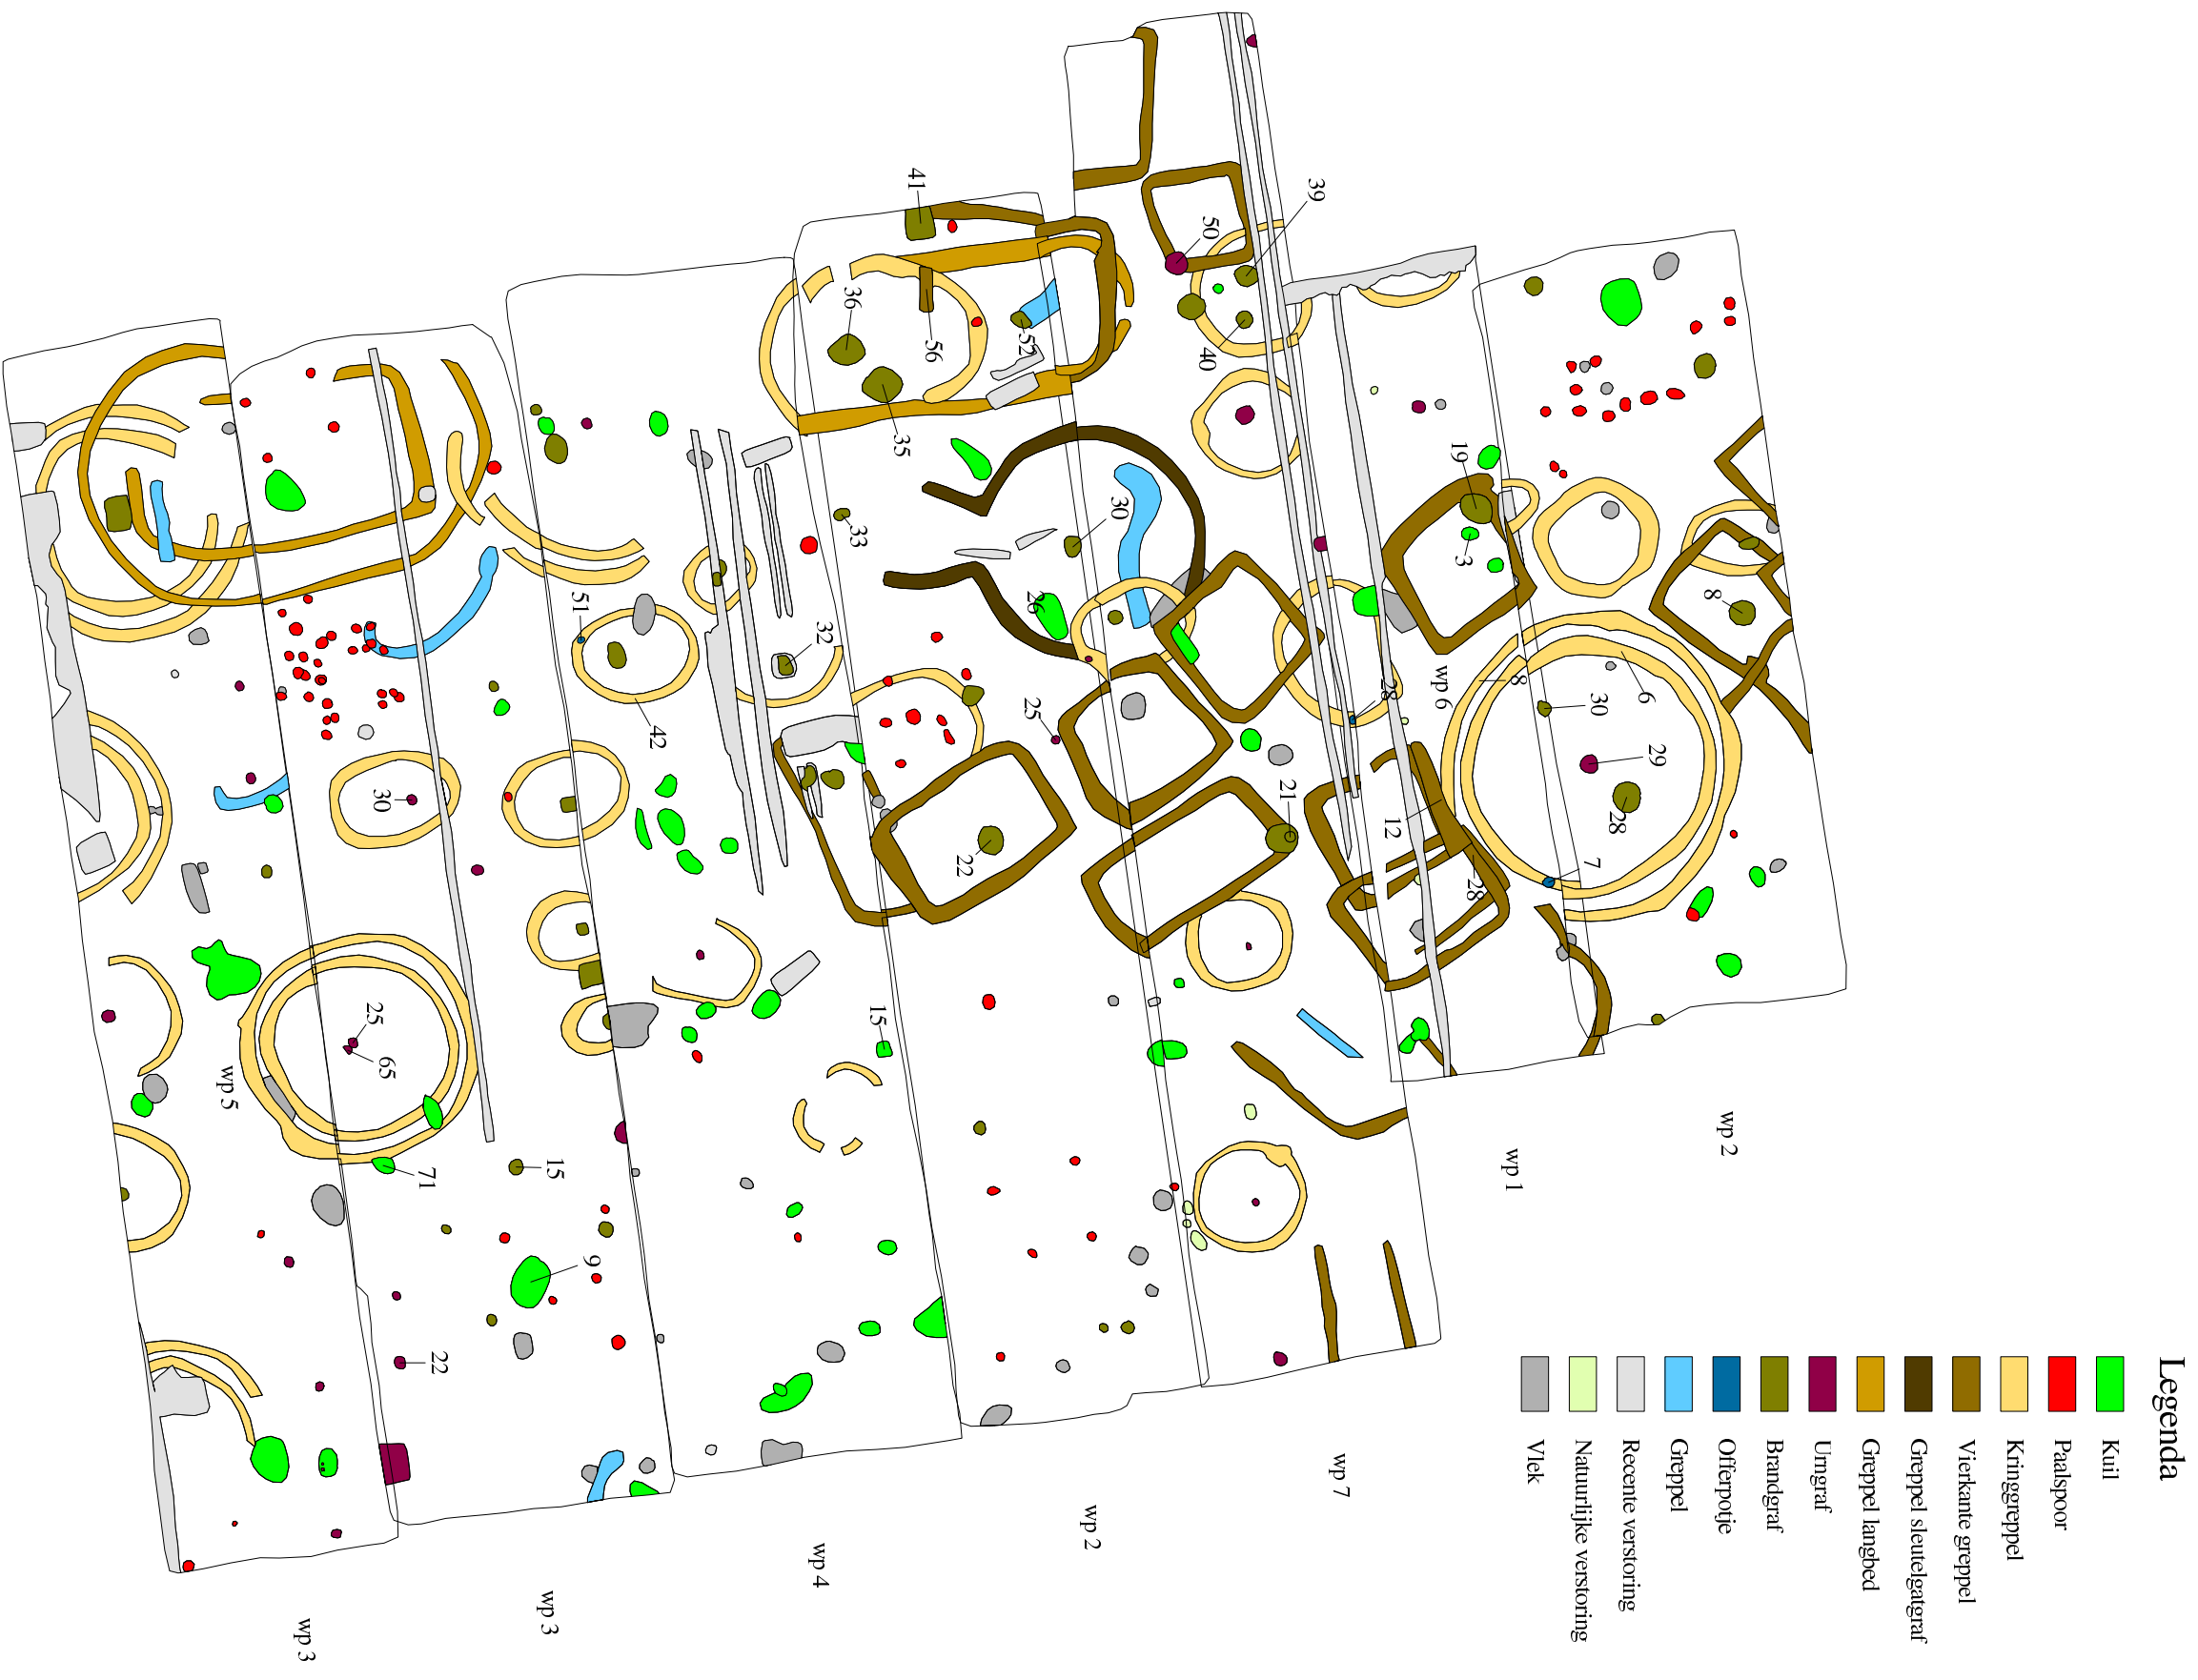 Legenda
Kuil
Paalspoor
Kringgreppel
Vierkante greppel
Greppel sleutelgatgraf
Greppel langbed
Urngraf
Brandgraf
Offerpotje
Greppel
Recente verstoring
Natuurlijke verstoring
Vlek
wp 2
wp 1
wp 7
wp 2
wp 4
wp 3
wp 3
wp 6
wp 5
8
6
30
29
28
7
8
19
3
28
12
28
39
50
40
21
30
26
25
22
41
36
56
52
35
33
32
15
51
42
30
25
65
71
15
9
22